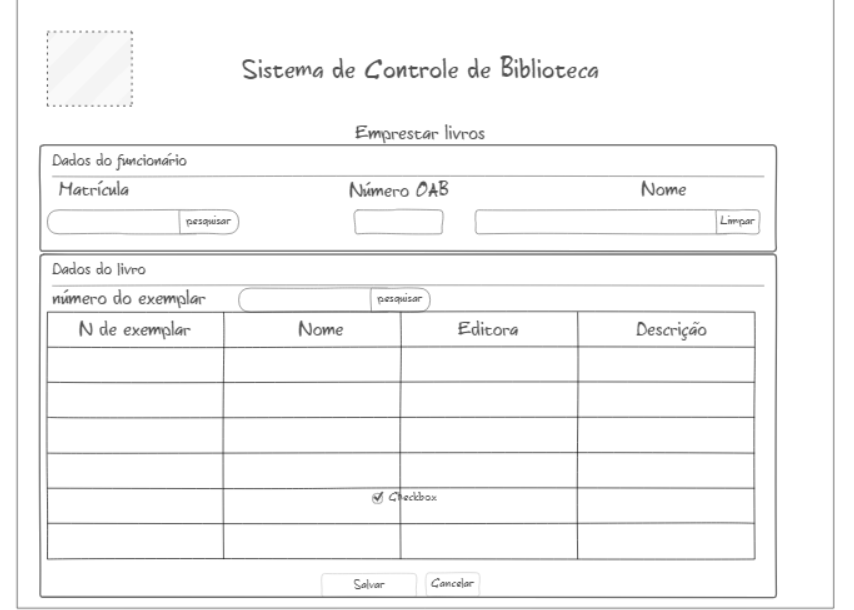 Sistema de Controle de Biblioteca
Emprestar livros
Dados do funcionário
Matrícula Número OAB Nome
pesquisar Limpar
Dados do livro
número do exemplar pesquisar
N de exemplar Nome Editora Descrição
Checkbox
Salvar Cancelar